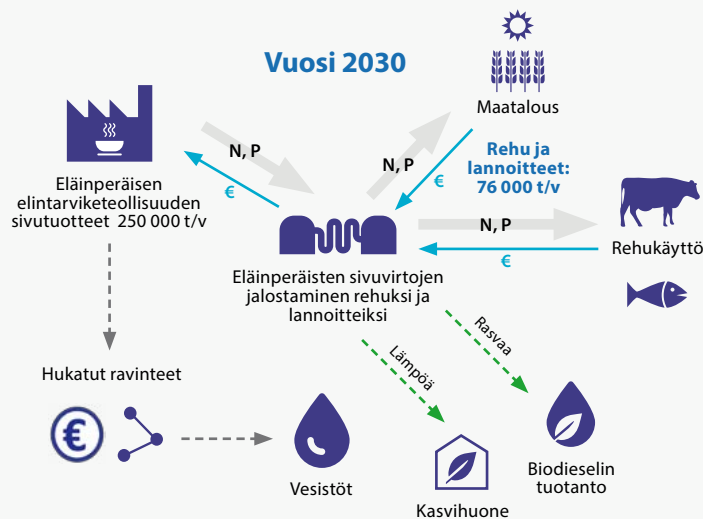 Vuosi 2030
Maatalous
N, P
€
Eläinperäisen
elintarviketeollisuuden
sivutuotteet 250 000 t/v
N, P
€
Rehu ja
lannoitteet:
76 000 t/v
N, P
€
Rehukäyttö
Eläinperäisten sivuvirtojen
jalostaminen rehuksi ja
lannoitteiksi
Hukatut ravinteet
€
Vesistöt
Lämpöä
Kasvihuone
Rasvaa
Biodieselin
tuotanto